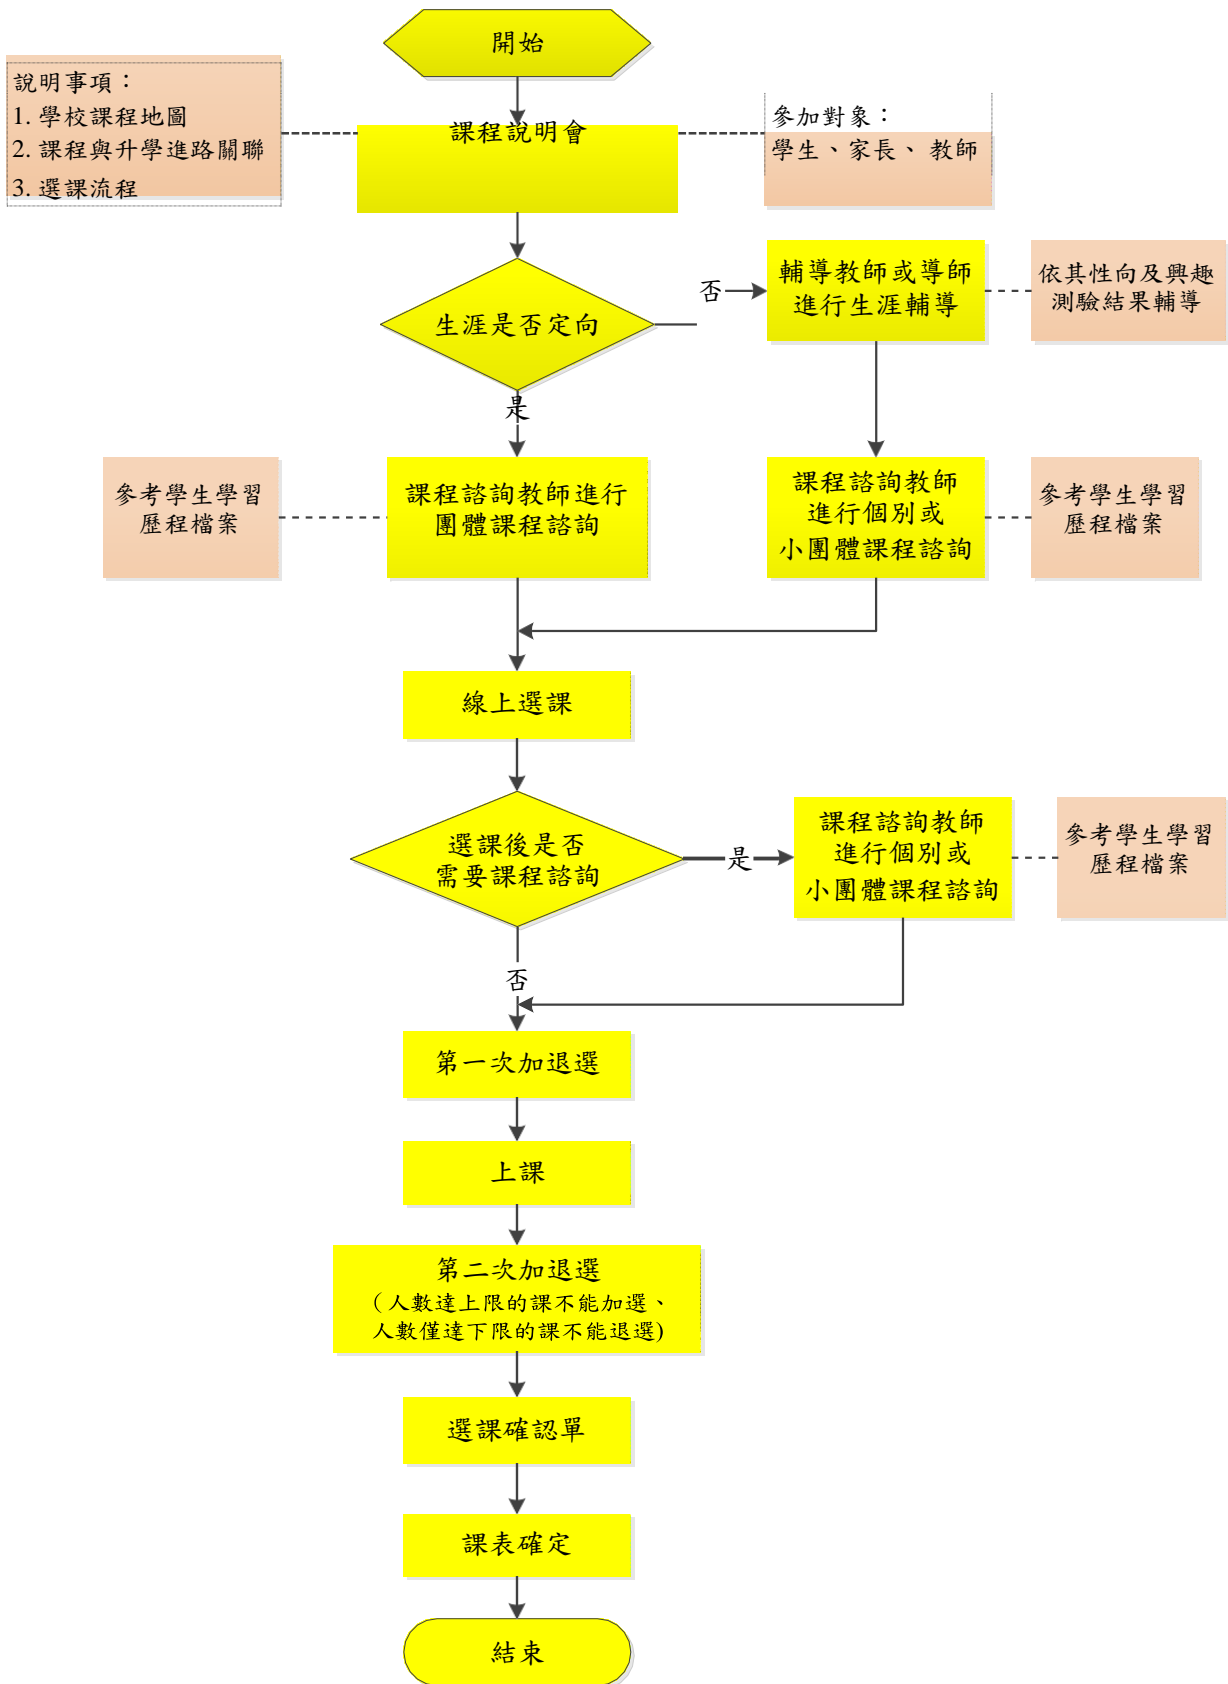 開始
說明事項：
1. 學校課程地圖
2. 課程與升學進路關聯
3. 選課流程
課程說明會
參加對象：
學生、家長、 教師
生涯是否定向
否
輔導教師或導師
進行生涯輔導
依其性向及興趣
測驗結果輔導
是
參考學生學習
歷程檔案
課程諮詢教師進行
團體課程諮詢
課程諮詢教師
進行個別或
小團體課程諮詢
參考學生學習
歷程檔案
線上選課
選課後是否
需要課程諮詢
是
課程諮詢教師
進行個別或
小團體課程諮詢
參考學生學習
歷程檔案
否
第一次加退選
上課
第二次加退選
（人數達上限的課不能加選、
人數僅達下限的課不能退選)
選課確認單
課表確定
結束